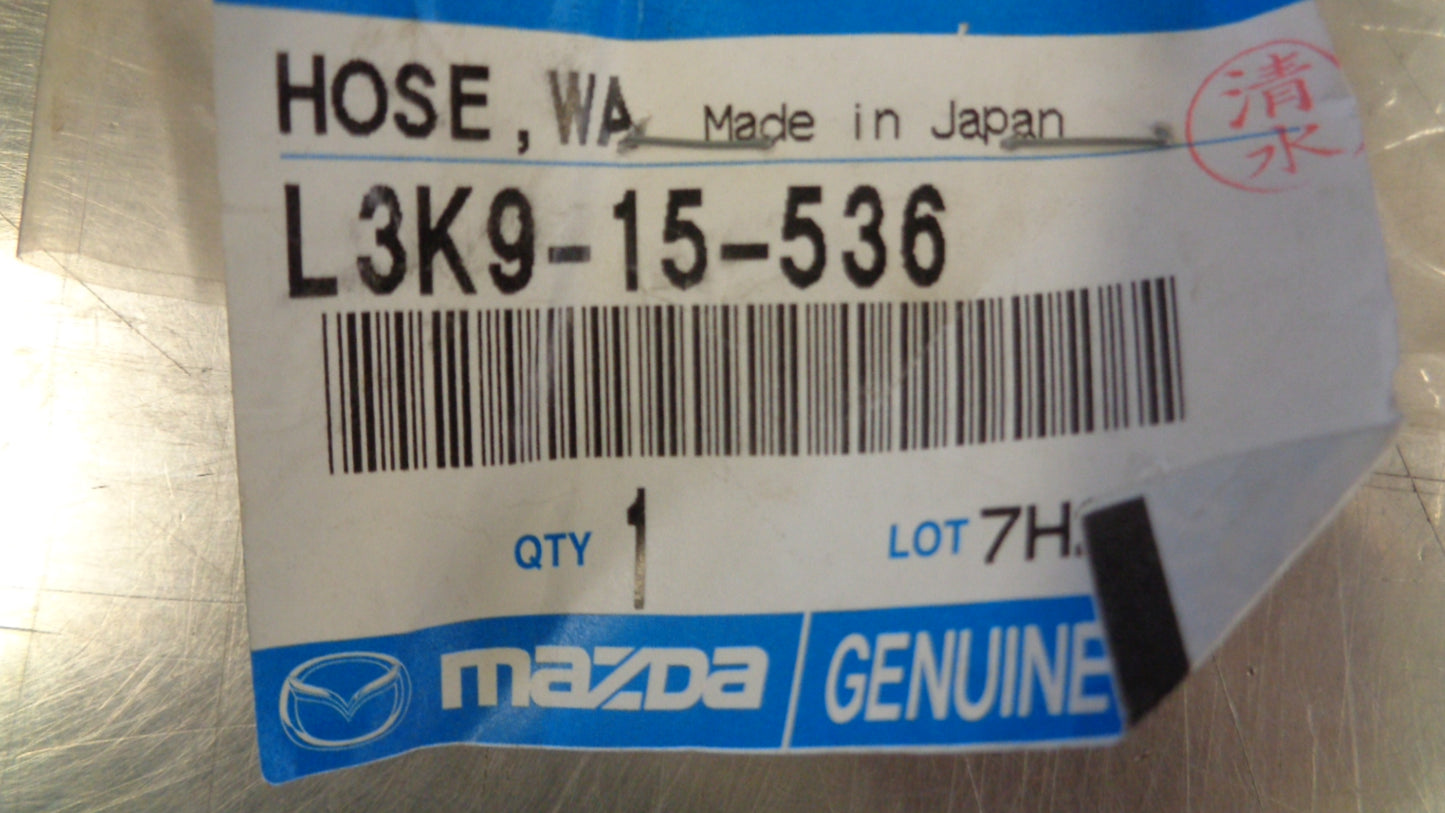 HOSE,WA Made in Japan
清水
L3K9-15-536
QTY 1 LOT 7H
mazda GENUINE